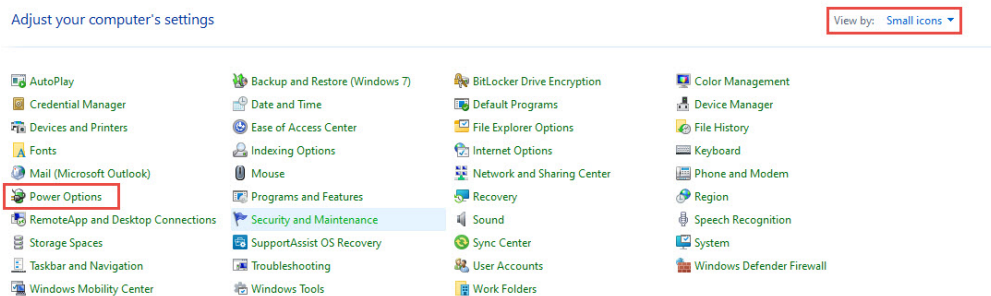 Adjust your computer's settings
View by: Small icons
AutoPlay
Backup and Restore (Windows 7)
BitLocker Drive Encryption
Color Management
Credential Manager
Date and Time
Default Programs
Device Manager
Devices and Printers
Ease of Access Center
File Explorer Options
File History
Fonts
Indexing Options
Internet Options
Keyboard
Mail (Microsoft Outlook)
Mouse
Network and Sharing Center
Phone and Modem
Power Options
Programs and Features
Recovery
Region
RemoteApp and Desktop Connections
Security and Maintenance
Sound
Speech Recognition
Storage Spaces
SupportAssist OS Recovery
Sync Center
System
Taskbar and Navigation
Troubleshooting
User Accounts
Windows Defender Firewall
Windows Mobility Center
Windows Tools
Work Folders